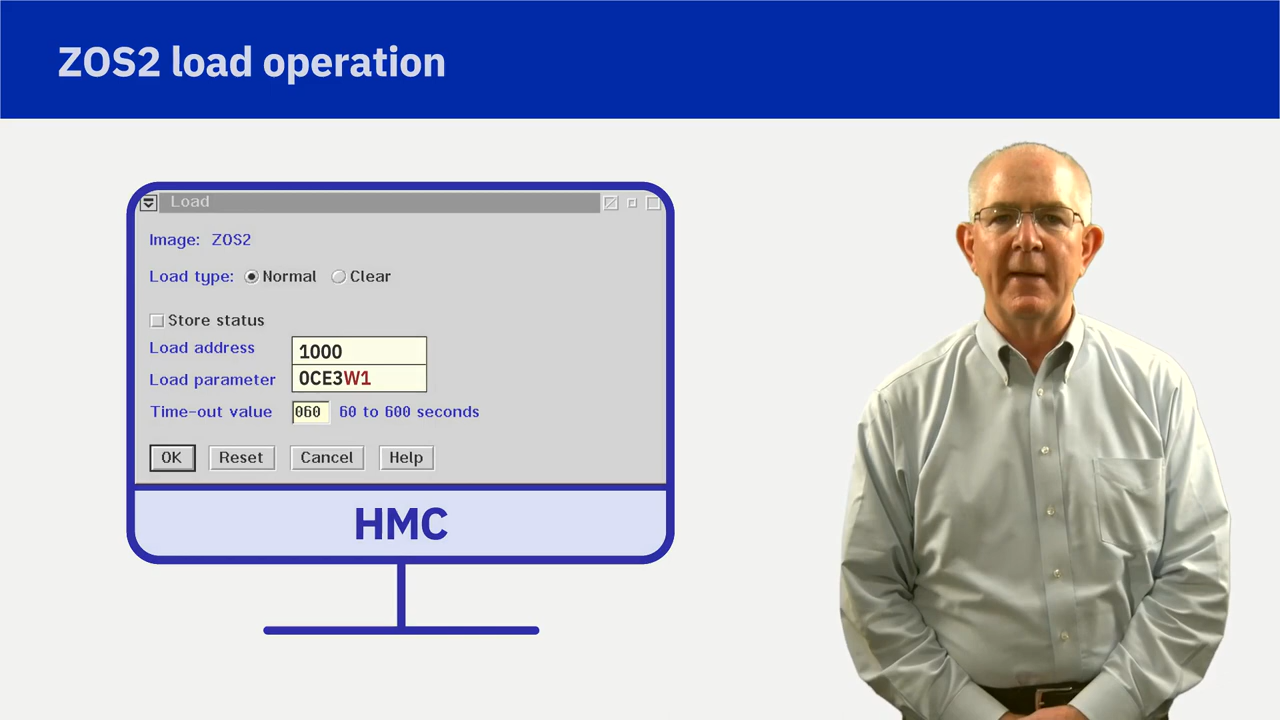 ZOS2 load operation
Load
Image: ZOS2
Load type: Normal Clear
Store status
Load address 1000
Load parameter 0CE3W1
Time-out value 060 60 to 600 seconds
OK Reset Cancel Help
HMC